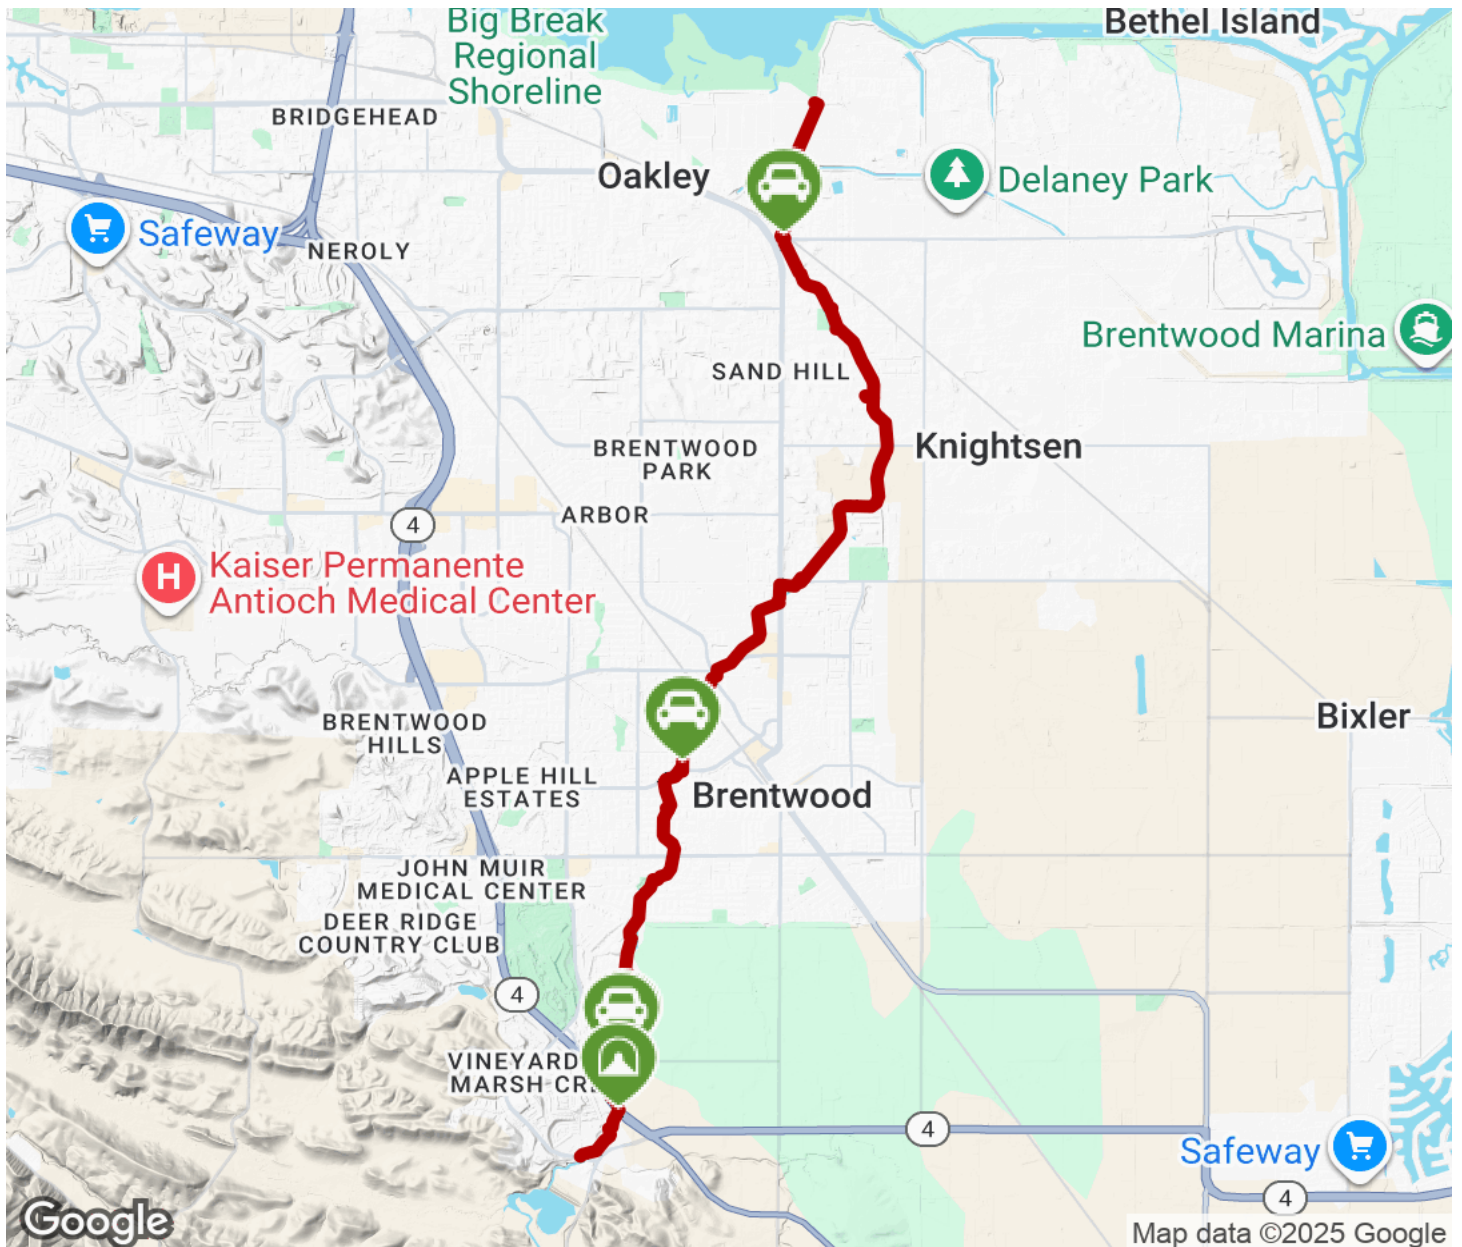 Big Break
Regional
Shoreline
Bethel Island
BRIDGEHEAD
Oakley
Delaney Park
Safeway
NEROLY
Brentwood Marina
SAND HILL
BRENTWOOD
PARK
Knightsen
ARBOR
4
Kaiser Permanente
Antioch Medical Center
H
BRENTWOOD
HILLS
Bixler
APPLE HILL
ESTATES
Brentwood
JOHN MUIR
MEDICAL CENTER
DEER RIDGE
COUNTRY CLUB
4
VINEYARD
MARSH CR
4
Safeway
4
Google
Map data ©2025 Google